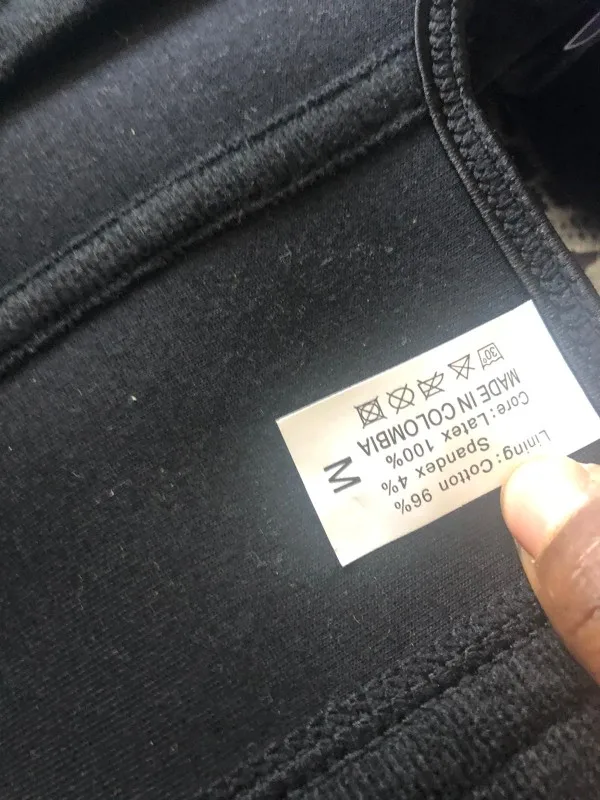 Lining: Cotton 96%
Spandex 4%
Core: Latex 100%
MADE IN COLOMBIA
30°
M